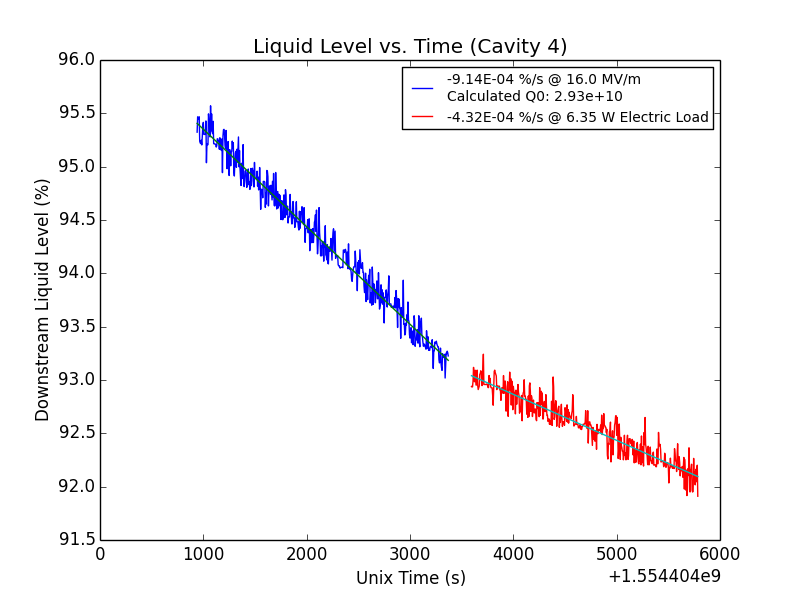 Liquid Level vs. Time (Cavity 4)
-9.14E-04 %/s @ 16.0 MV/m
Calculated Q0: 2.93e+10
-4.32E-04 %/s @ 6.35 W Electric Load
Downstream Liquid Level (%)
96.0
95.5
95.0
94.5
94.0
93.5
93.0
92.5
92.0
91.5
0 1000 2000 3000 4000 5000 6000
Unix Time (s)
+1.554404e9